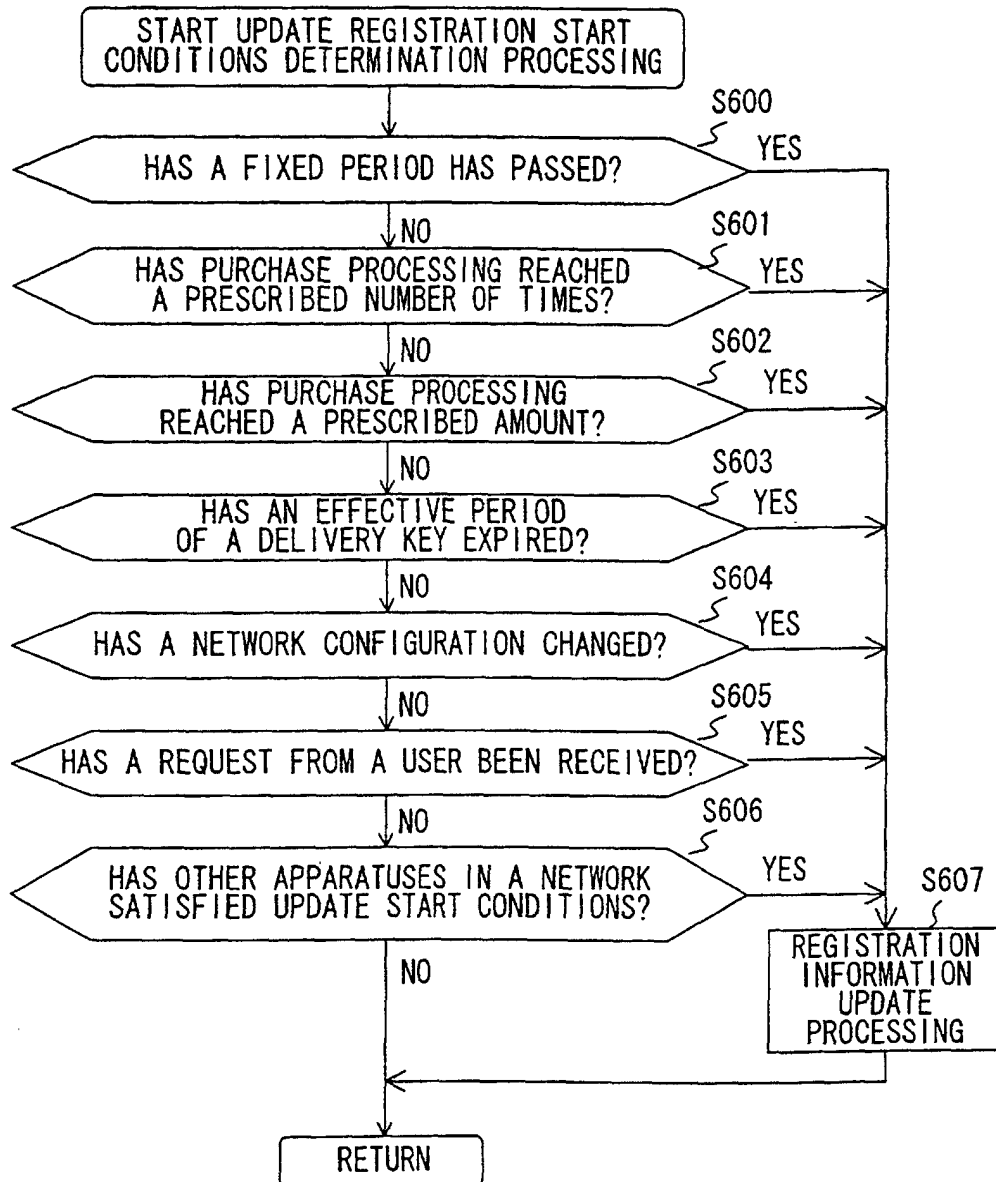 START UPDATE REGISTRATION START
CONDITIONS DETERMINATION PROCESSING
S600
HAS A FIXED PERIOD HAS PASSED?
YES
NO
S601
HAS PURCHASE PROCESSING REACHED
A PRESCRIBED NUMBER OF TIMES?
YES
NO
S602
HAS PURCHASE PROCESSING
REACHED A PRESCRIBED AMOUNT?
YES
NO
S603
HAS AN EFFECTIVE PERIOD
OF A DELIVERY KEY EXPIRED?
YES
NO
S604
HAS A NETWORK CONFIGURATION CHANGED?
YES
NO
S605
HAS A REQUEST FROM A USER BEEN RECEIVED?
YES
NO
S606
HAS OTHER APPARATUSES IN A NETWORK
SATISFIED UPDATE START CONDITIONS?
YES
NO
S607
REGISTRATION
INFORMATION
UPDATE
PROCESSING
RETURN